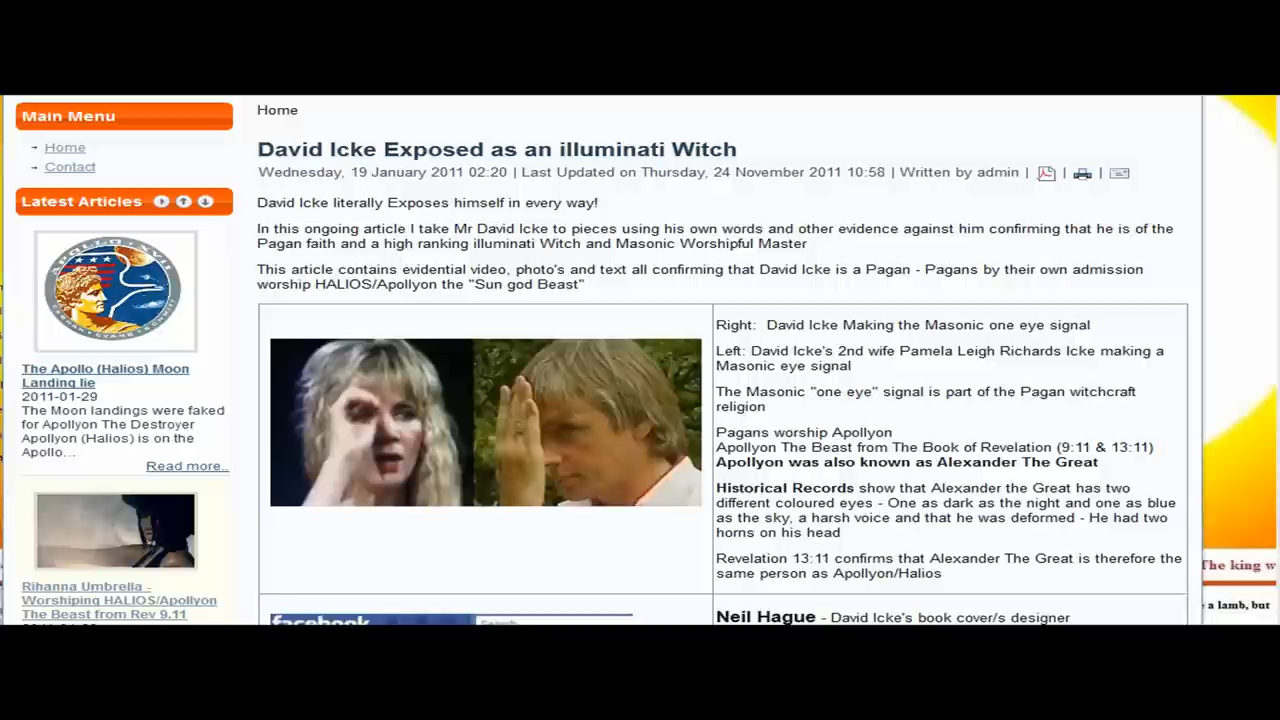 Main Menu
Home
Contact
Latest Articles
APOLLO XVII
CERNAN EVANS SCHMITT
The Apollo (Halios) Moon
Landing lie
2011-01-29
The Moon landings were faked
for Apollyon The Destroyer
Apollyon (Halios) is on the
Apollo...
Read more..
Rihanna Umbrella -
Worshiping HALIOS/Apollyon
The Beast from Rev 9.11
Home
David Icke Exposed as an illuminati Witch
Wednesday, 19 January 2011 02:20 | Last Updated on Thursday, 24 November 2011 10:58 | Written by admin | | |
David Icke literally Exposes himself in every way!
In this ongoing article I take Mr David Icke to pieces using his own words and other evidence against him confirming that he is of the
Pagan faith and a high ranking illuminati Witch and Masonic Worshipful Master
This article contains evidential video, photo's and text all confirming that David Icke is a Pagan - Pagans by their own admission
worship HALIOS/Apollyon the "Sun god Beast"
Right: David Icke Making the Masonic one eye signal
Left: David Icke's 2nd wife Pamela Leigh Richards Icke making a
Masonic eye signal
The Masonic "one eye" signal is part of the Pagan witchcraft
religion
Pagans worship Apollyon
Apollyon The Beast from The Book of Revelation (9:11 & 13:11)
Apollyon was also known as Alexander The Great
Historical Records show that Alexander the Great has two
different coloured eyes - One as dark as the night and one as blue
as the sky, a harsh voice and that he was deformed - He had two
horns on his head
Revelation 13:11 confirms that Alexander The Great is therefore the
same person as Apollyon/Halios
facebook
Neil Hague - David Icke's book cover/s designer
The king w
a lamb, but